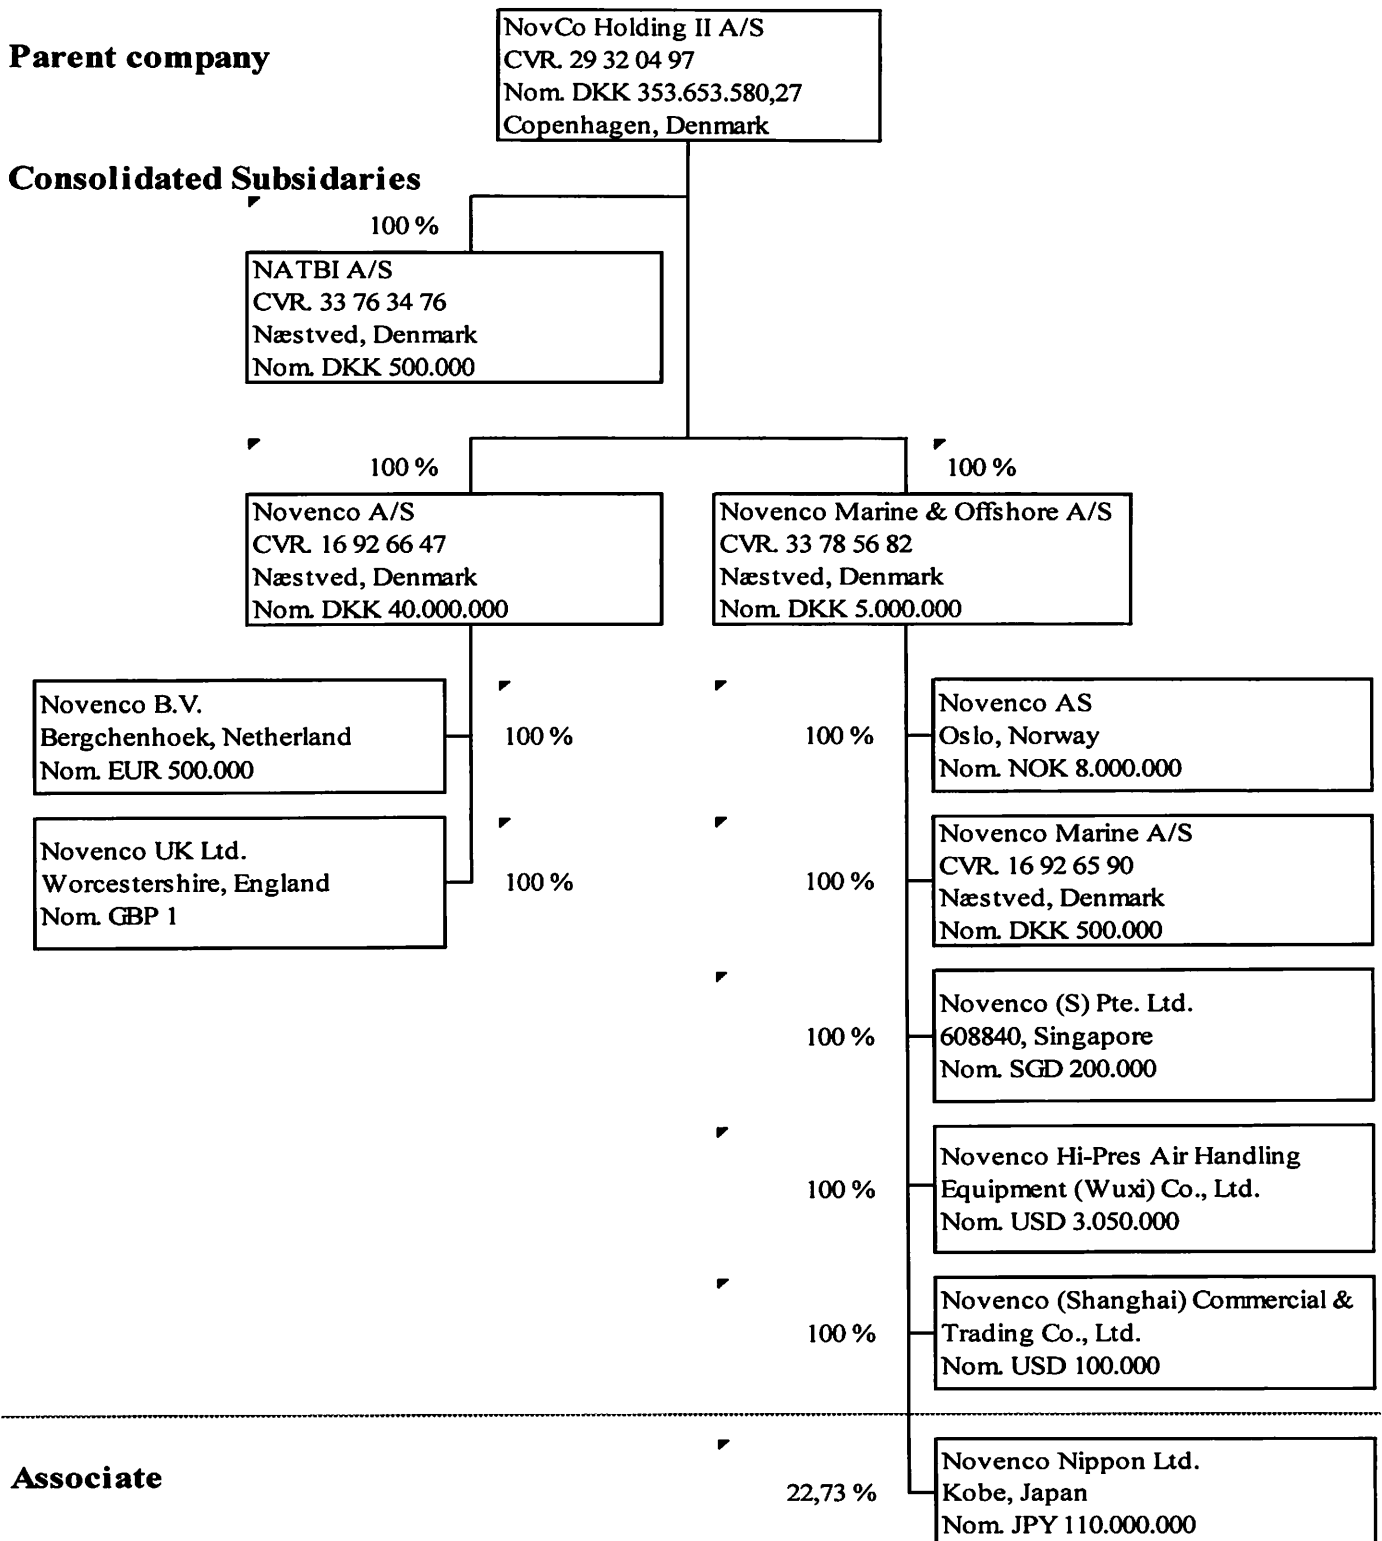 Parent company
NovCo Holding II A/S
CVR. 29 32 04 97
Nom. DKK 353.653.580,27
Copenhagen, Denmark
Consolidated Subsidaries
100 %
NATBI A/S
CVR. 33 76 34 76
Næstved, Denmark
Nom. DKK 500.000
100 %
100 %
Novenco A/S
CVR. 16 92 66 47
Næstved, Denmark
Nom. DKK 40.000.000
Novenco Marine & Offshore A/S
CVR. 33 78 56 82
Næstved, Denmark
Nom. DKK 5.000.000
Novenco B.V.
Bergchenhoek, Netherland
Nom. EUR 500.000
100 %
100 %
Novenco AS
Oslo, Norway
Nom. NOK 8.000.000
Novenco UK Ltd.
Worcestershire, England
Nom. GBP 1
100 %
100 %
Novenco Marine A/S
CVR. 16 92 65 90
Næstved, Denmark
Nom. DKK 500.000
100 %
Novenco (S) Pte. Ltd.
608840, Singapore
Nom. SGD 200.000
100 %
Novenco Hi-Pres Air Handling
Equipment (Wuxi) Co., Ltd.
Nom. USD 3.050.000
100 %
Novenco (Shanghai) Commercial &
Trading Co., Ltd.
Nom. USD 100.000
Associate
22,73 %
Novenco Nippon Ltd.
Kobe, Japan
Nom. JPY 110.000.000